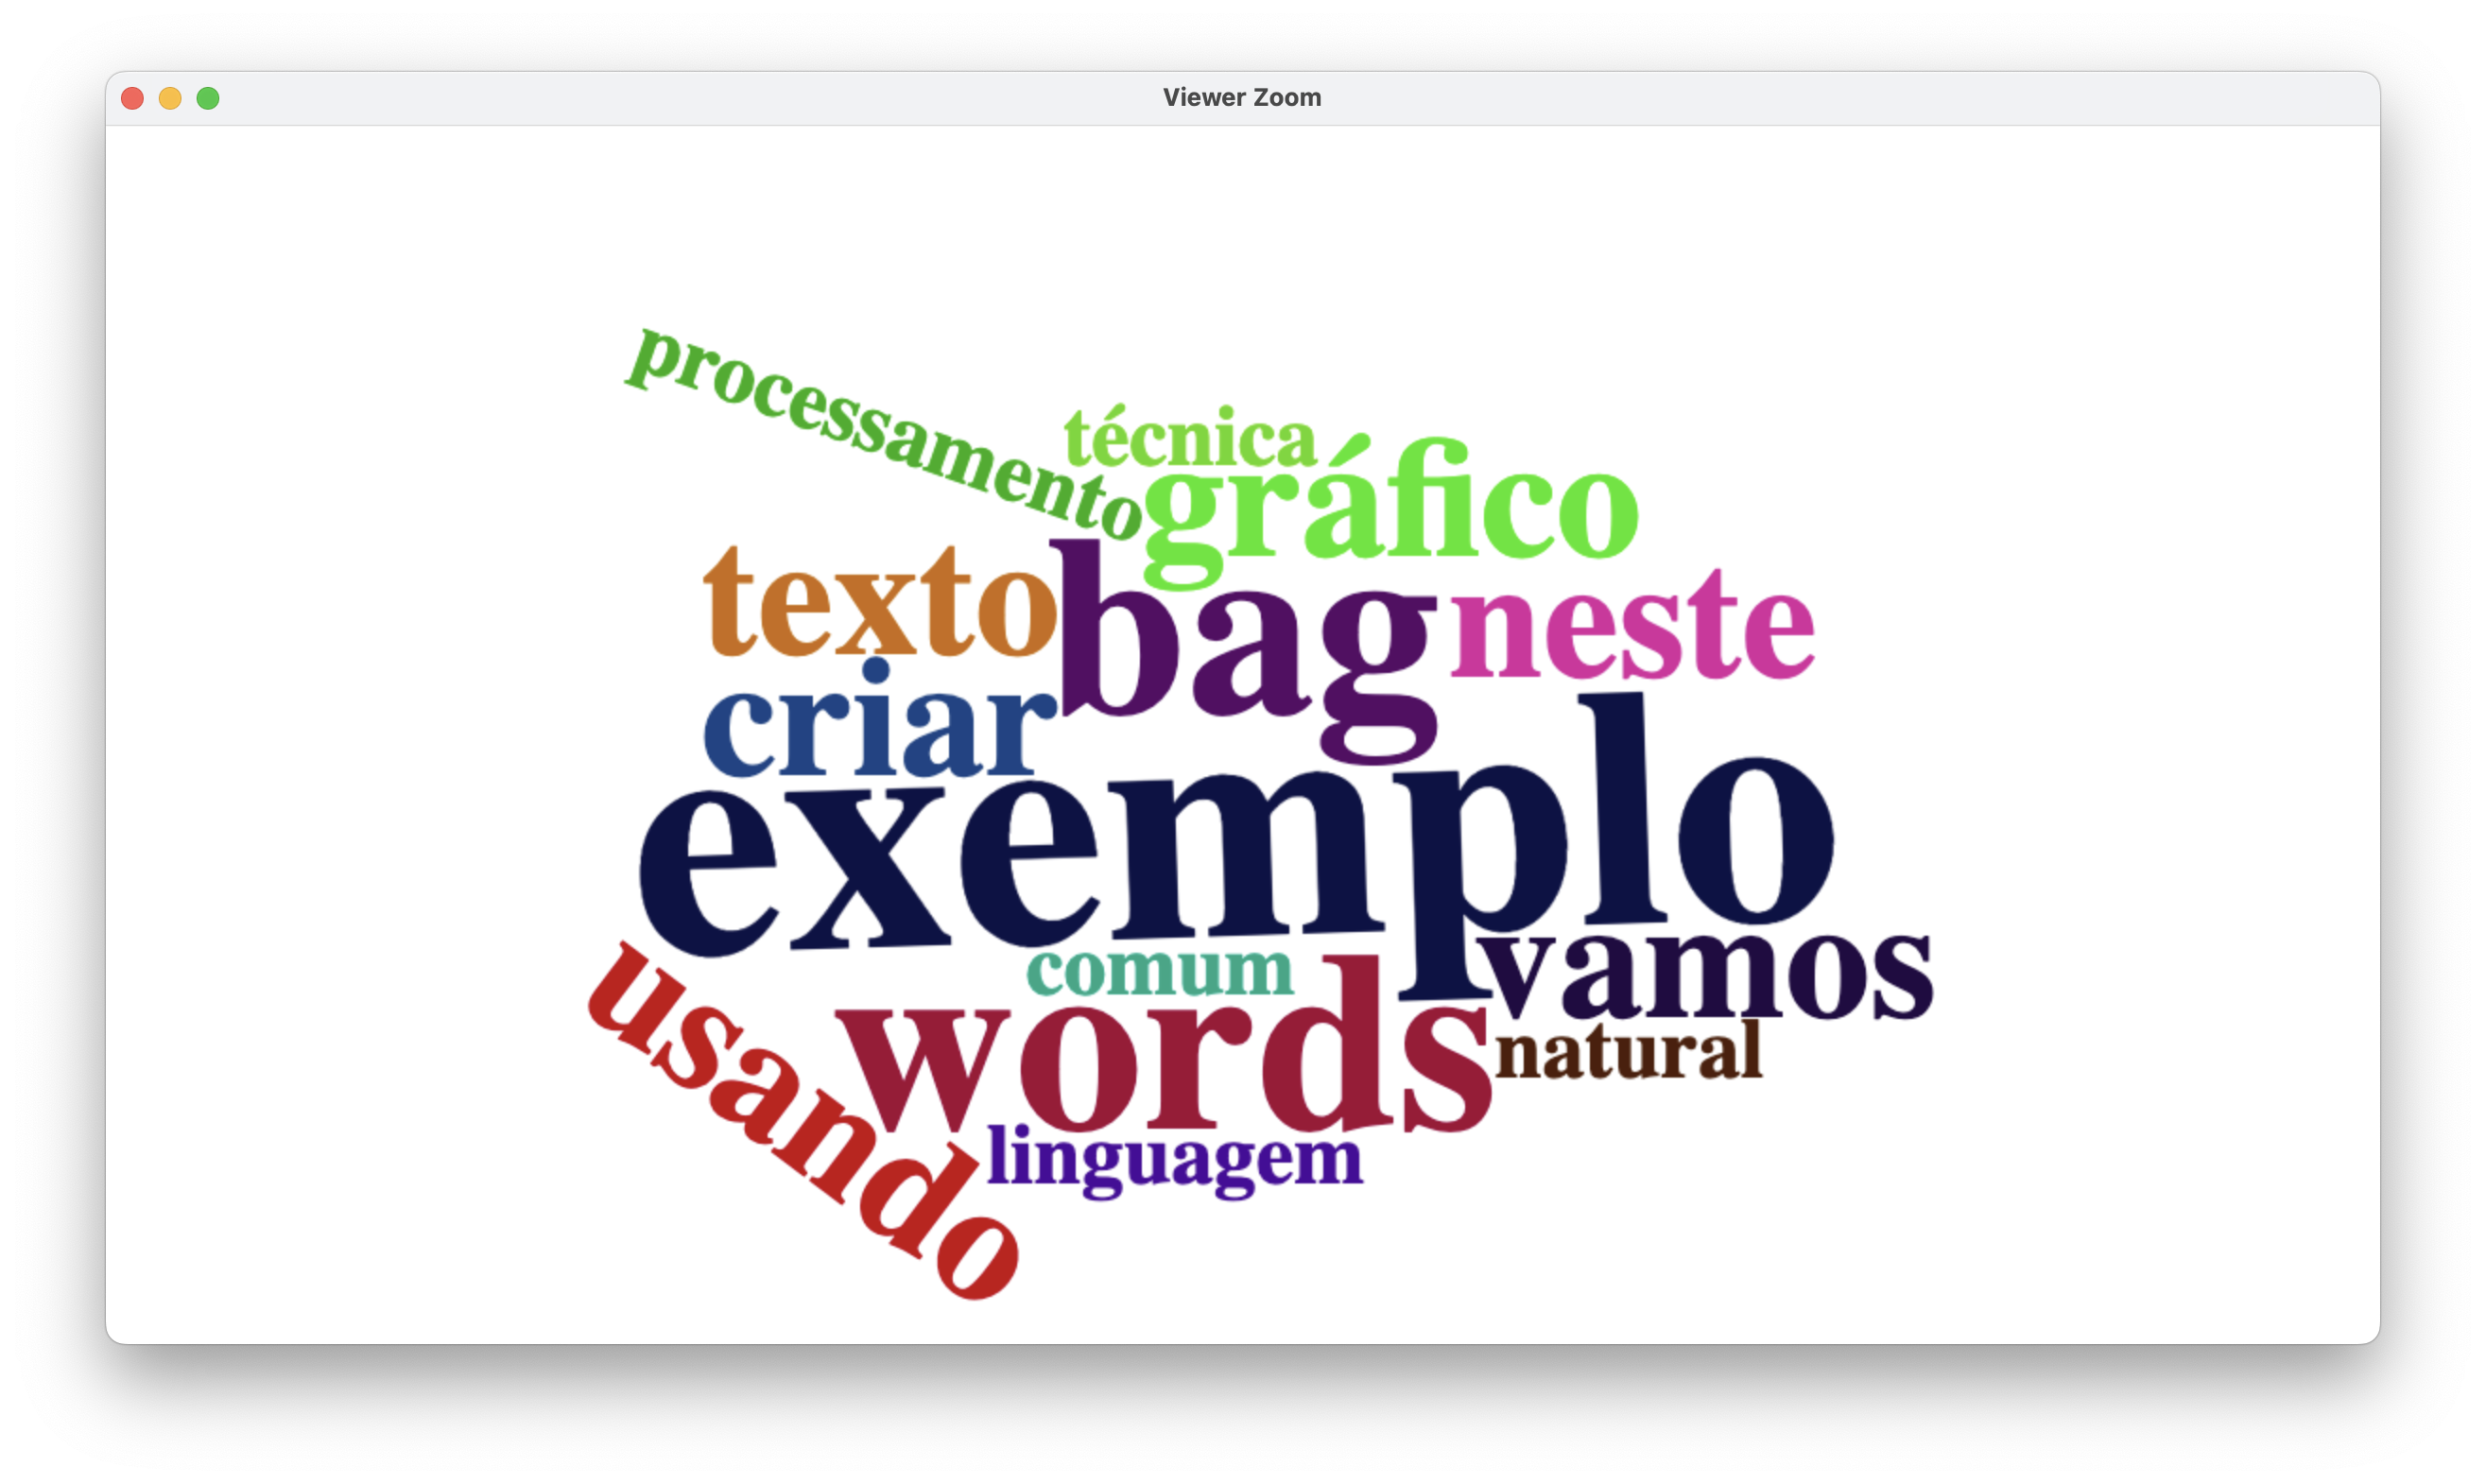 Viewer Zoom
processamento
técnica
gráfico
texto
bag
neste
criar
exemplo
usando
comum
vamos
words
natural
linguagem